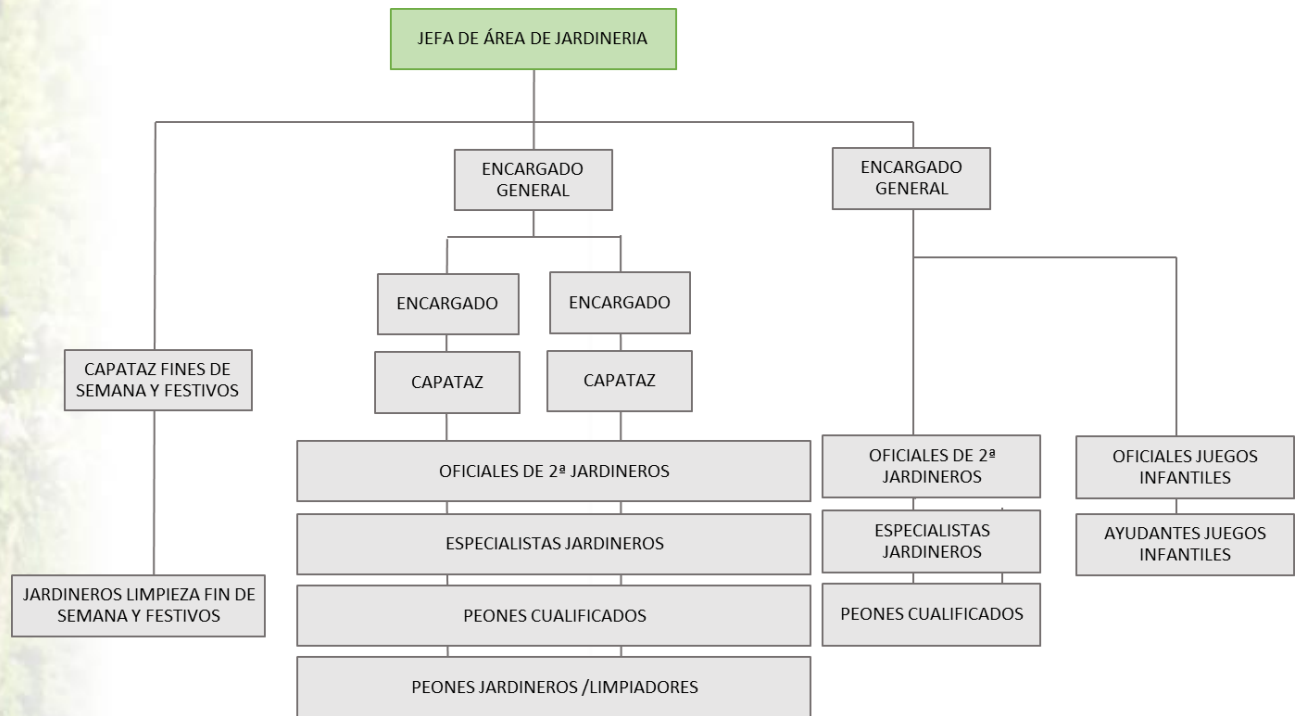 JEFA DE ÁREA DE JARDINERIA
ENCARGADO
GENERAL
ENCARGADO
GENERAL
ENCARGADO
ENCARGADO
CAPATAZ FINES DE
SEMANA Y FESTIVOS
CAPATAZ
CAPATAZ
OFICIALES DE 2ª JARDINEROS
OFICIALES DE 2ª
JARDINEROS
OFICIALES JUEGOS
INFANTILES
ESPECIALISTAS JARDINEROS
ESPECIALISTAS
JARDINEROS
AYUDANTES JUEGOS
INFANTILES
JARDINEROS LIMPIEZA FIN DE
SEMANA Y FESTIVOS
PEONES CUALIFICADOS
PEONES CUALIFICADOS
PEONES JARDINEROS /LIMPIADORES